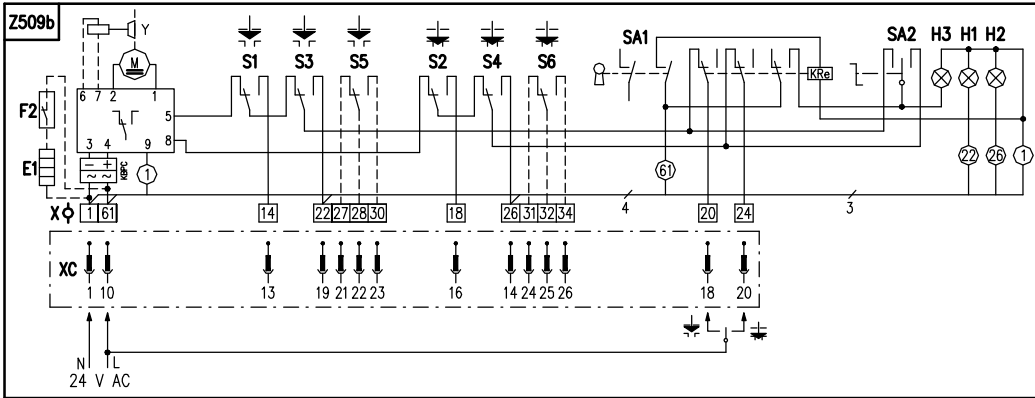 Z509b
Y
M
S1 S3 S5 S2 S4 S6
SA1
SA2 H3 H1 H2
KRe
6 7 2 1
5
8
3 4 9
F2
E1
− +
~ ~
KBPC
1
61
22 26 1
4
3
X
1 61 14 22 27 28 30 18 26 31 32 34 20 24
XC
1 10 13 19 21 22 23 16 14 24 25 26 18 20
N L
24 V AC